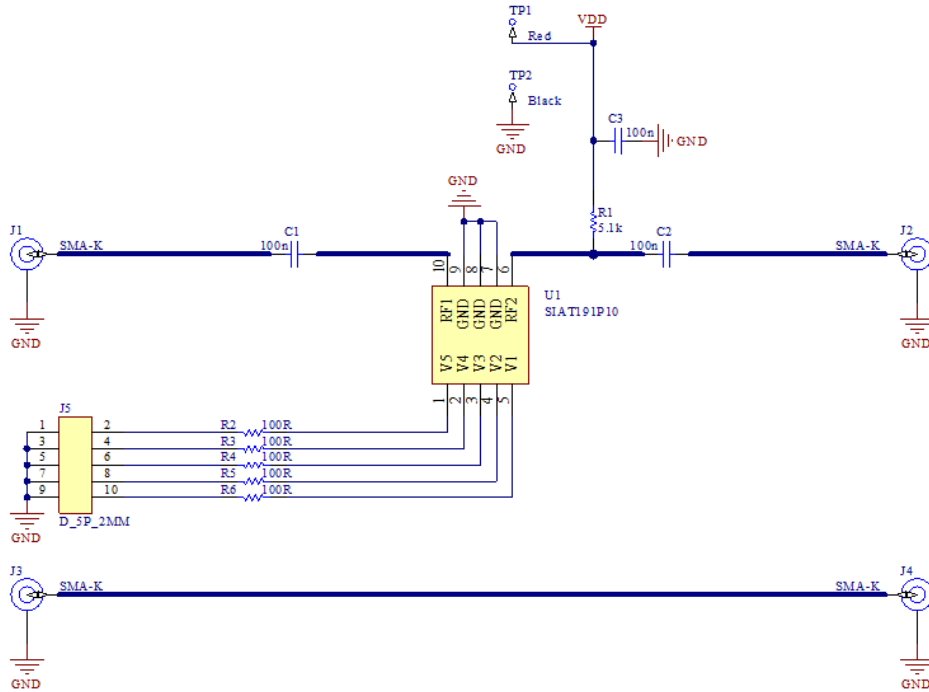 TP1
VDD
Red
TP2
Black
GND
C3
100n
GND
GND
R1
5.1k
J1
SMA-K
100n
C1
C2
100n
SMA-K
J2
10
9
8
7
6
RF1
GND
GND
GND
RF2
U1
SIAT191P10
V5
V4
V3
V2
V1
1
2
3
4
5
GND
GND
J5
1
2
R2
100R
3
4
R3
100R
5
6
R4
100R
7
8
R5
100R
9
10
R6
100R
D_5P_2MM
GND
J3
SMA-K
SMA-K
J4
GND
GND